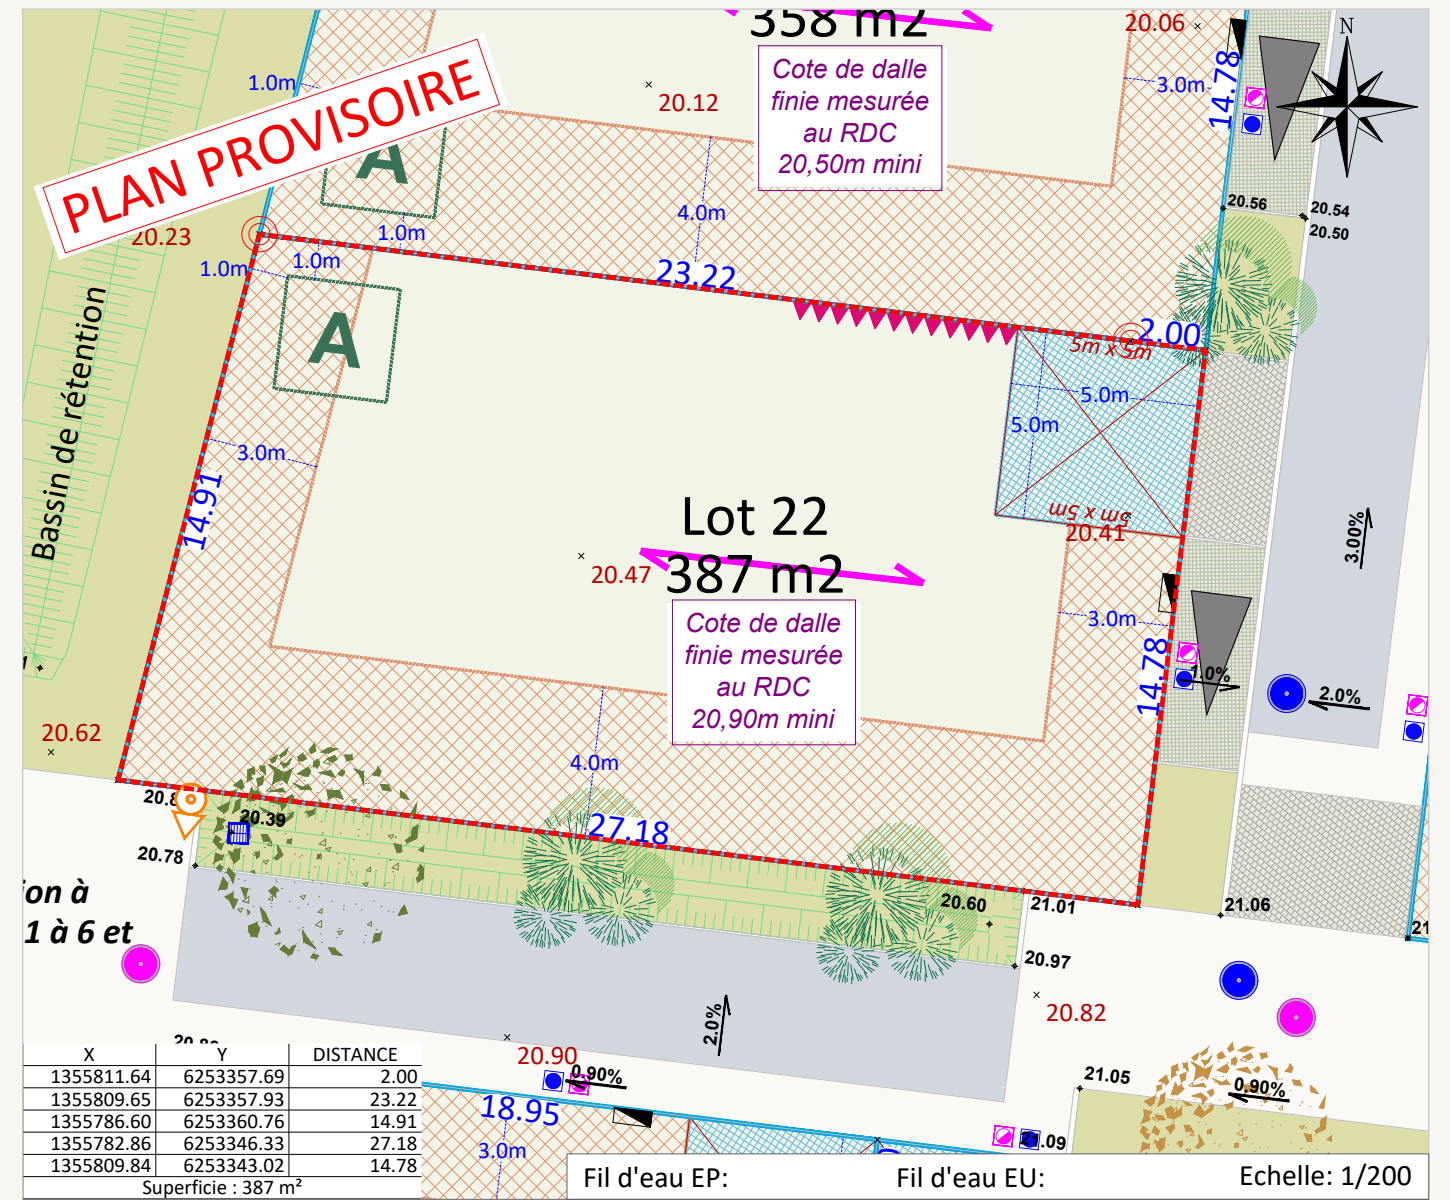 358 m2
20.06
N
Cote de dalle
finie mesurée
au RDC
20,50m mini
20.12
1.0m
3.0m
14.78
PLAN PROVISOIRE
A
20.23
4.0m
1.0m
20.56
20.54
20.50
1.0m
1.0m
23.22
2.00
5m x 5m
A
5.0m
5.0m
Bassin de rétention
3.0m
14.91
5m x 5m
20.41
3.00%
Lot 22
387 m2
20.47
Cote de dalle
finie mesurée
au RDC
20,90m mini
3.0m
14.78
1.0%
2.0%
20.62
4.0m
20.39
27.18
20.78
20.60
21.01
21.06
ion à
1 à 6 et
20.97
20.82
2.0%
20.90
0.90%
21.05
0.90%
18.95
3.0m
21.09
X Y DISTANCE
1355811.64 6253357.69 2.00
1355809.65 6253357.93 23.22
1355786.60 6253360.76 14.91
1355782.86 6253346.33 27.18
1355809.84 6253343.02 14.78
Superficie : 387 m²
Fil d'eau EP: Fil d'eau EU: Echelle: 1/200